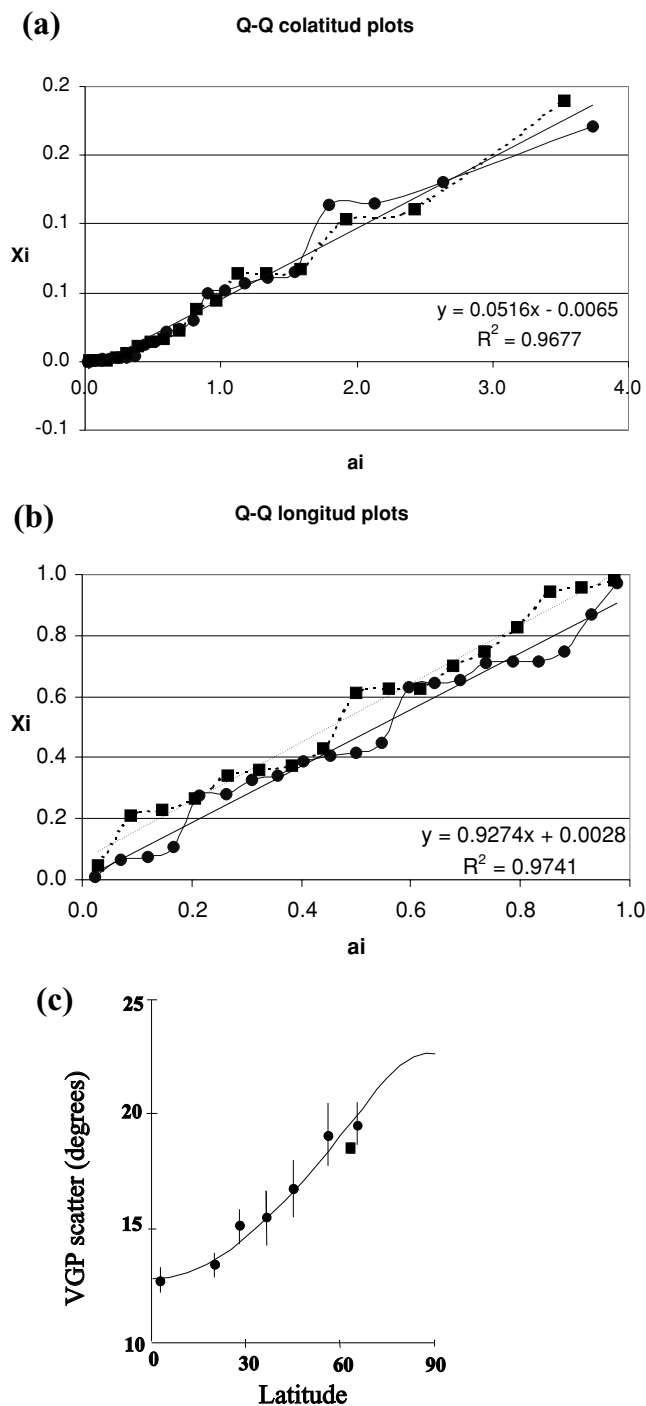 (a)
Q-Q colatitud plots
0.2
0.2
0.1
Xi
0.1
y = 0.0516x - 0.0065
R² = 0.9677
0.0
0.0 1.0 2.0 3.0 4.0
-0.1
ai
(b)
Q-Q longitud plots
1.0
0.8
0.6
Xi
0.4
0.2
y = 0.9274x + 0.0028
R² = 0.9741
0.0
0.0 0.2 0.4 0.6 0.8 1.0
ai
(c)
25
20
VGP scatter (degrees)
15
10
0 30 60 90
Latitude